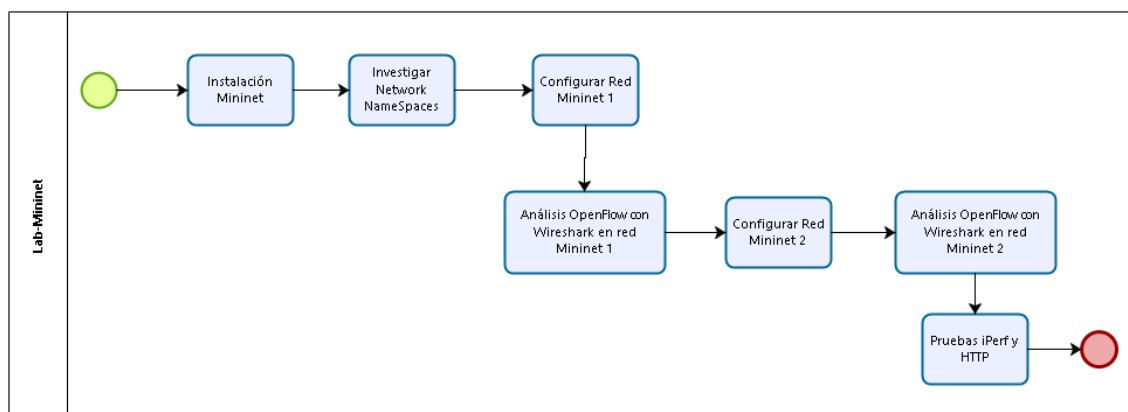 Lab-Mininet
Instalación
Mininet
Investigar
Network
NameSpaces
Configurar Red
Mininet 1
Análisis OpenFlow con
Wireshark en red
Mininet 1
Configurar Red
Mininet 2
Análisis OpenFlow con
Wireshark en red
Mininet 2
Pruebas iPerf y
HTTP